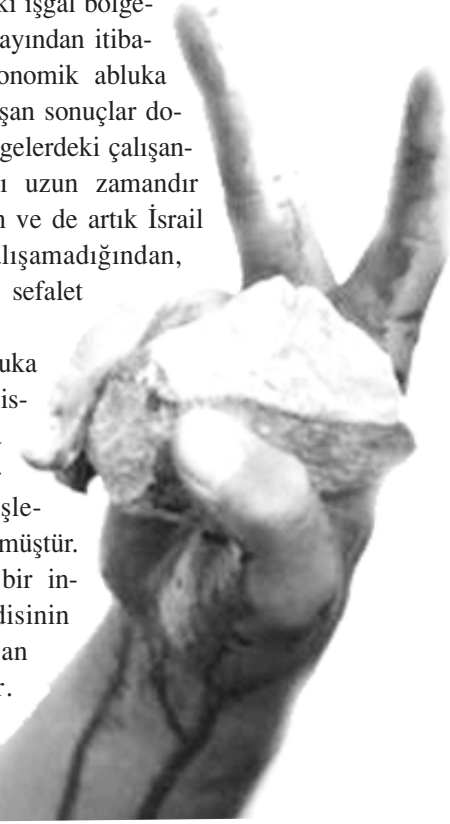 ki işgal bölge-
ayından itiba-
onomik abluka
şan sonuçlar do-
gelerdeki çalışan-
ı uzun zamandır
n ve de artık İsrail
alışamadığından,
sefalet
uka
is-
şle-
müştür.
bir in-
disinin
an
r.